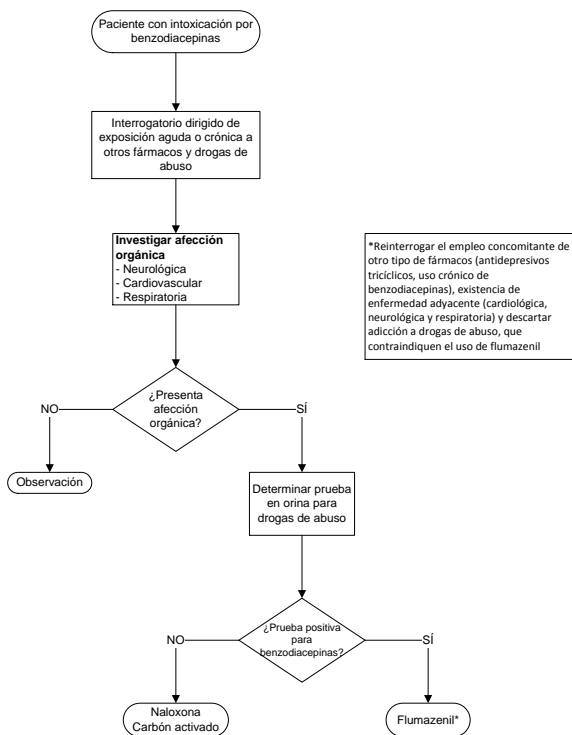 Paciente con intoxicación por
benzodiacepinas
Interrogatorio dirigido de
exposición aguda o crónica a
otros fármacos y drogas de
abuso
Investigar afección
orgánica
- Neurológica
- Cardiovascular
- Respiratoria
*Reinterrogar el empleo concomitante de
otro tipo de fármacos (antidepresivos
tricíclicos, uso crónico de
benzodiacepinas), existencia de
enfermedad adyacente (cardiológica,
neurológica y respiratoria) y descartar
adicción a drogas de abuso, que
contraindiquen el uso de flumazenil
¿Presenta
afección
orgánica?
NO
SÍ
Observación
Determinar prueba
en orina para
drogas de abuso
¿Prueba positiva
para
benzodiacepinas?
NO
SÍ
Naloxona
Carbón activado
Flumazenil*